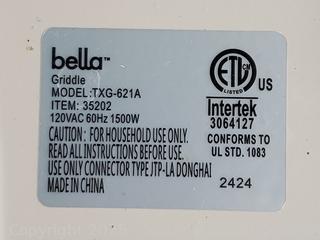 bella
Griddle
MODEL:TXG-621A
ITEM: 35202
120VAC 60Hz 1500W
CAUTION: FOR HOUSEHOLD USE ONLY.
READ ALL INSTRUCTIONS BEFORE USE.
USE ONLY CONNECTOR TYPE JTP-LA DONGHAI
MADE IN CHINA
ETL
LISTED
US
Intertek
3064127
CONFORMS TO
UL STD. 1083
2424